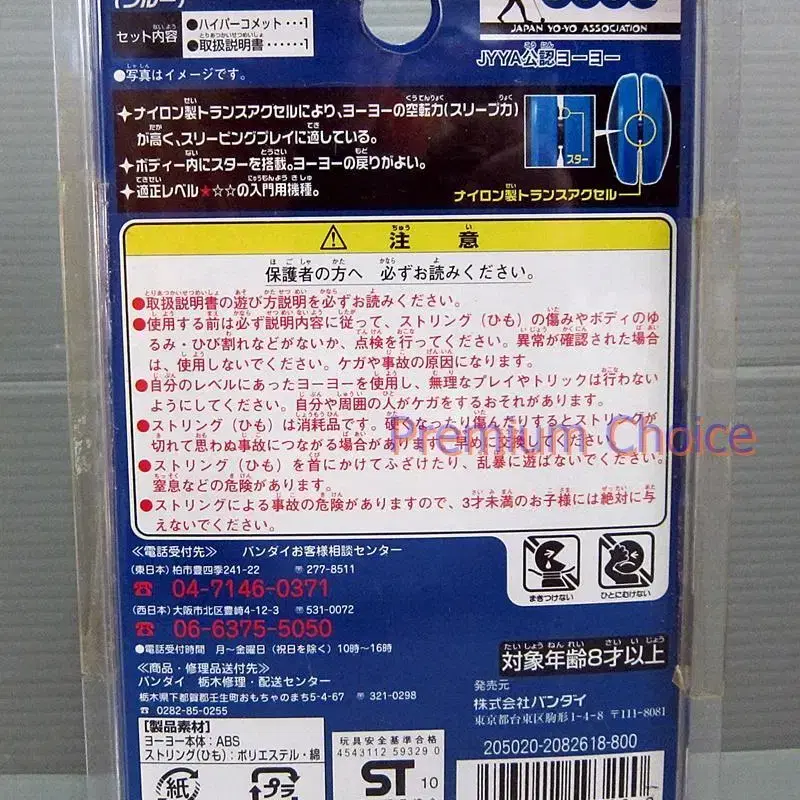 (ブルー)
セット内容
●ハイパーコメット・・・1
●取扱説明書・・・・・・1
●写真はイメージです。
JAPAN YO-YO ASSOCIATION
JYYA公認ヨーヨー
✦ナイロン製トランスアクセルにより、ヨーヨーの空転力(スリープ力)
が高く、スリーピングプレイに適している。
✦ボディー内にスターを搭載。ヨーヨーの戻りがよい。
✦適正レベル★☆☆の入門用機種。
スター
ナイロン製トランスアクセル
⚠ 注意
保護者の方へ 必ずお読みください。
●取扱説明書の遊び方説明を必ずお読みください。
●使用する前は必ず説明内容に従って、ストリング(ひも)の傷みやボディのゆ
るみ・ひび割れなどがないか、点検を行ってください。異常が確認された場合
は、使用しないでください。ケガや事故の原因になります。
●自分のレベルにあったヨーヨーを使用し、無理なプレイやトリックは行わない
ようにしてください。自分や周囲の人がケガをするおそれがあります。
●ストリング(ひも)は消耗品です。硬くなったり傷んだりするとストリングが
切れて思わぬ事故につながる場合があります。早めに交換してください。
●ストリング(ひも)を首にかけてふざけたり、乱暴に遊ばないでください。
窒息などの危険があります。
●ストリングによる事故の危険がありますので、3才未満のお子様には絶対に与
えないでください。
Premium Choice
≪電話受付先≫ バンダイお客様相談センター
(東日本)柏市豊四季241-22 〒277-8511
☎ 04-7146-0371
(西日本)大阪市北区豊崎4-12-3 〒531-0072
☎ 06-6375-5050
●電話受付時間 月～金曜日(祝日を除く)10時～16時
≪商品・修理品送付先≫
バンダイ 栃木修理・配送センター
栃木県下都賀郡壬生町おもちゃのまち5-4-67 〒321-0298
☎ 0282-85-0255
まきつけない
ひとにむけない
対象年齢8才以上
発売元
株式会社バンダイ
東京都台東区駒形1-4-8 〒111-8081
205020-2082618-800
【製品素材】
ヨーヨー本体:ABS
ストリング(ひも):ポリエステル・綿
紙
プラ
玩具安全基準合格
4543112 59329 0
ST 10